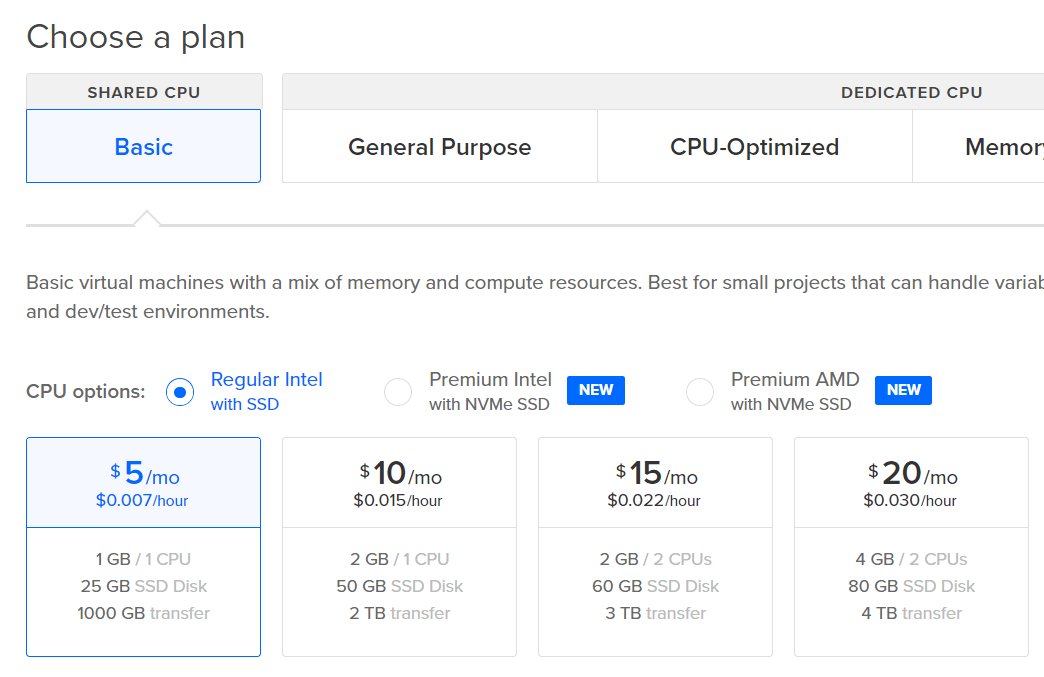 Choose a plan
SHARED CPU
DEDICATED CPU
Basic
General Purpose
CPU-Optimized
Basic virtual machines with a mix of memory and compute resources. Best for small projects that can handle
and dev/test environments.
CPU options:
Regular Intel
with SSD
Premium Intel
with NVMe SSD
NEW
Premium AMD
with NVMe SSD
NEW
$5/mo
$0.007/hour
1 GB / 1 CPU
25 GB SSD Disk
1000 GB transfer
$10/mo
$0.015/hour
2 GB / 1 CPU
50 GB SSD Disk
2 TB transfer
$15/mo
$0.022/hour
2 GB / 2 CPUs
60 GB SSD Disk
3 TB transfer
$20/mo
$0.030/hour
4 GB / 2 CPUs
80 GB SSD Disk
4 TB transfer